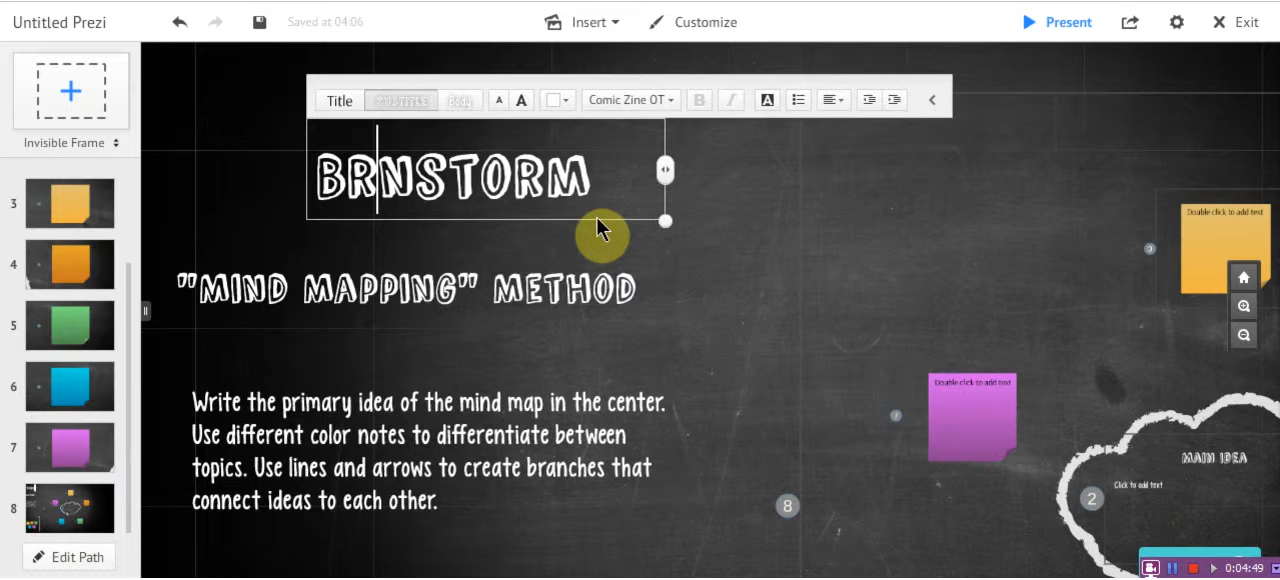 Untitled Prezi
Saved at 04:06
Insert
Customize
Present
Exit
Invisible Frame
Title
SUBTITLE
Body
A
A
Comic Zine OT
B
I
A
BRNSTORM
"MIND MAPPING" METHOD
Write the primary idea of the mind map in the center.
Use different color notes to differentiate between
topics. Use lines and arrows to create branches that
connect ideas to each other.
3
4
5
6
7
8
Edit Path
Double click to add text
3
Double click to add text
MAIN IDEA
Click to add text
2
8
0:04:49